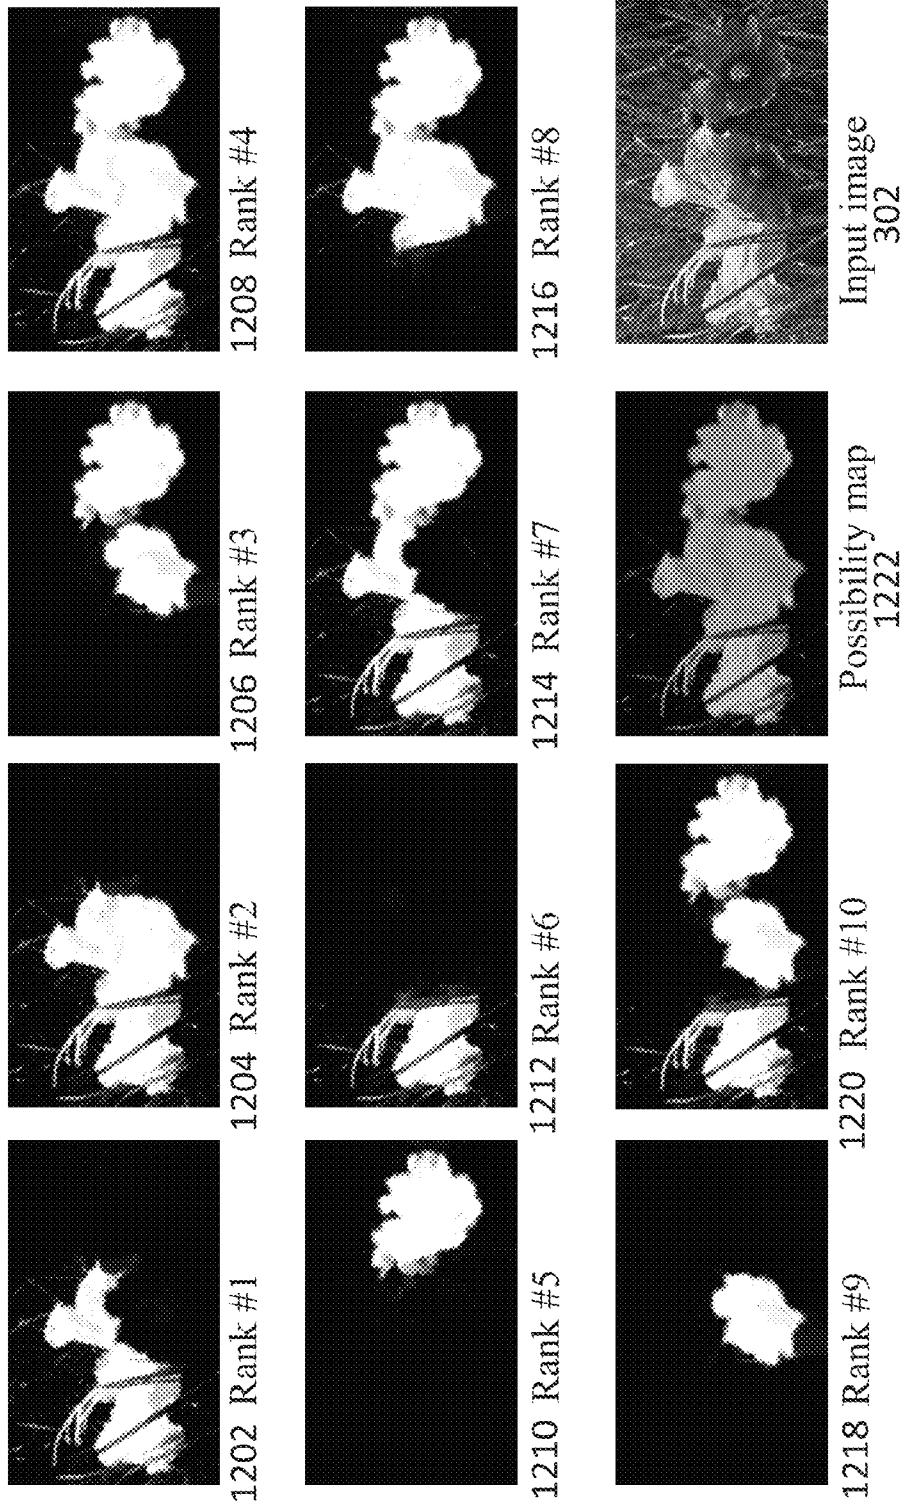 1202 Rank #1
1204 Rank #2
1206 Rank #3
1208 Rank #4
1210 Rank #5
1212 Rank #6
1214 Rank #7
1216 Rank #8
1218 Rank #9
1220 Rank #10
Possibility map
1222
Input image
302